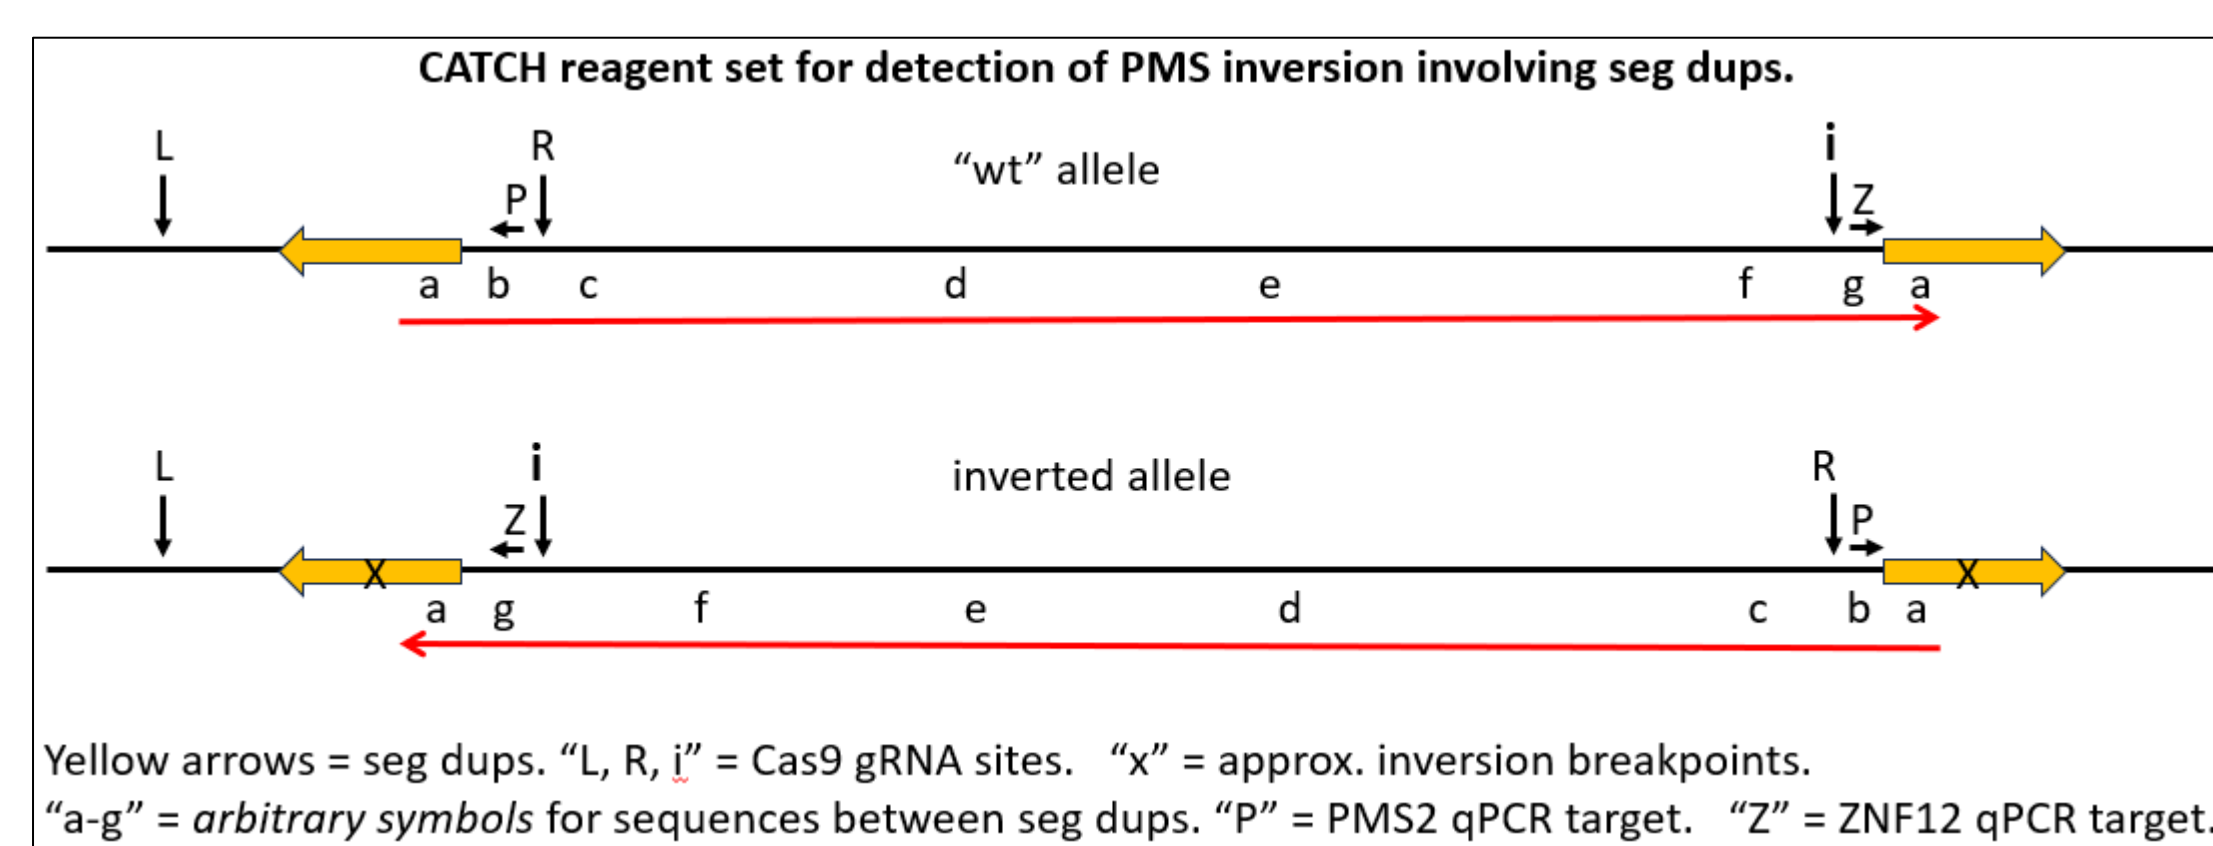 CATCH reagent set for detection of PMS inversion involving seg dups.
L R "wt" allele i
P Z
a b c d e f g a
L i inverted allele R
Z P
X X
a g f e d c b a
Yellow arrows = seg dups. “L, R, i” = Cas9 gRNA sites. “x” = approx. inversion breakpoints.
“a-g” = arbitrary symbols for sequences between seg dups. “P” = PMS2 qPCR target. “Z” = ZNF12 qPCR target.